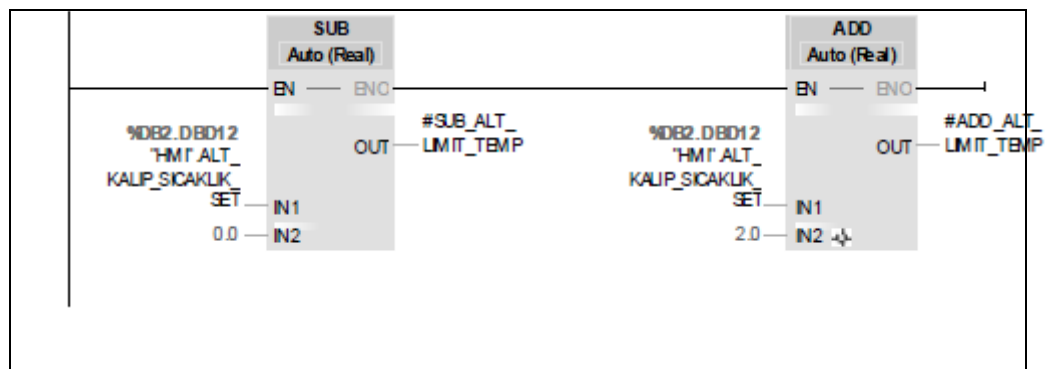 SUB
Auto (Real)
EN ENO
%DB2.DBD12
"HMI".ALT_
KALIP_SICAKLIK_
SET
IN1
0.0
IN2
OUT
#SUB_ALT_
LIMIT_TEMP
ADD
Auto (Real)
EN ENO
%DB2.DBD12
"HMI".ALT_
KALIP_SICAKLIK_
SET
IN1
2.0
IN2
OUT
#ADD_ALT_
LIMIT_TEMP